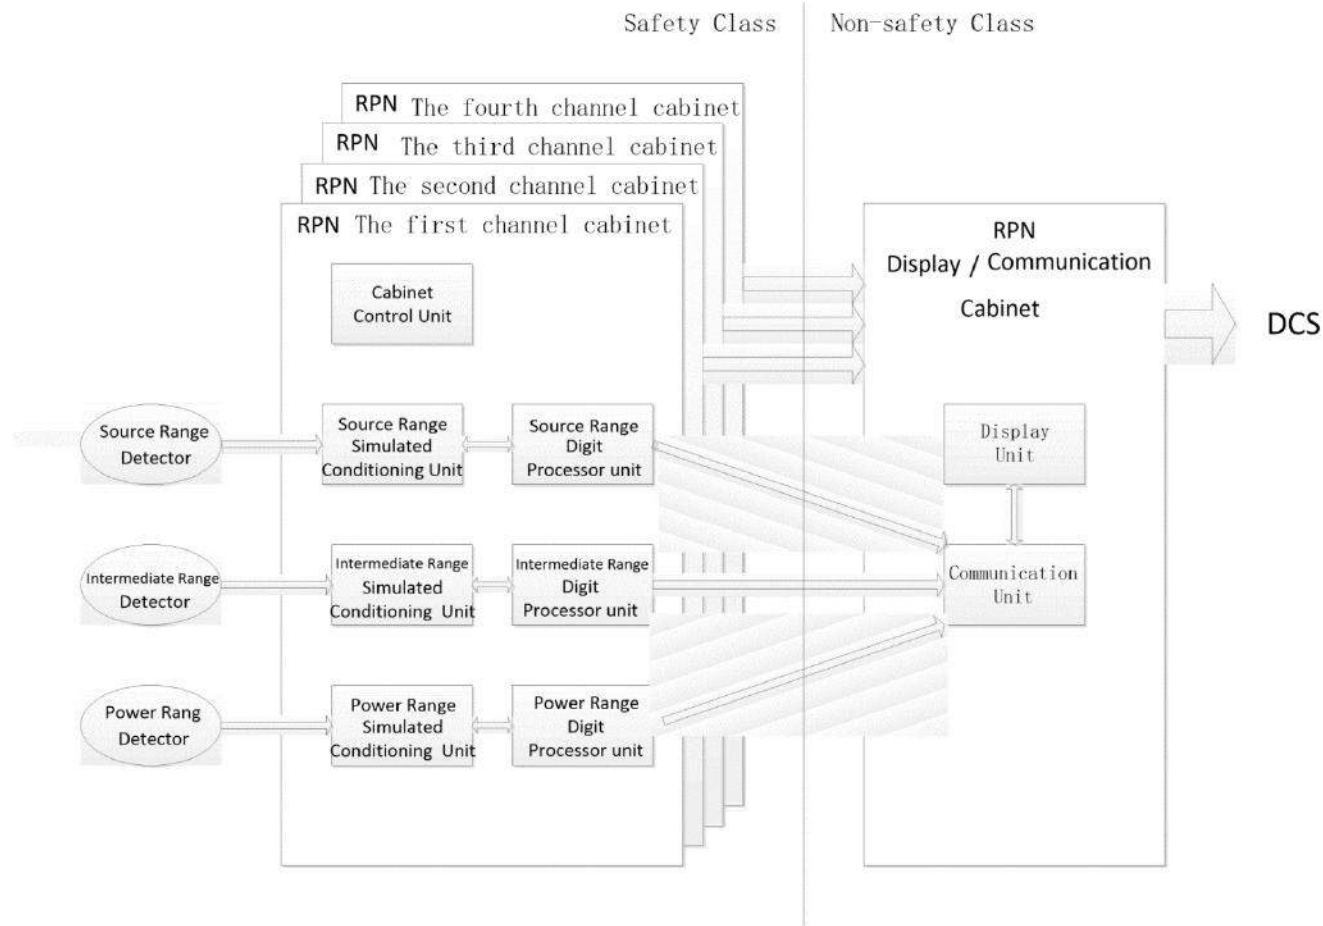 Safety Class
Non-safety Class
RPN The fourth channel cabinet
RPN The third channel cabinet
RPN The second channel cabinet
RPN The first channel cabinet
Cabinet
Control Unit
RPN
Display / Communication
Cabinet
DCS
Source Range
Detector
Source Range
Simulated
Conditioning Unit
Source Range
Digit
Processor unit
Display
Unit
Intermediate Range
Detector
Intermediate Range
Simulated
Conditioning Unit
Intermediate Range
Digit
Processor unit
Communication
Unit
Power Rang
Detector
Power Range
Simulated
Conditioning Unit
Power Range
Digit
Processor unit